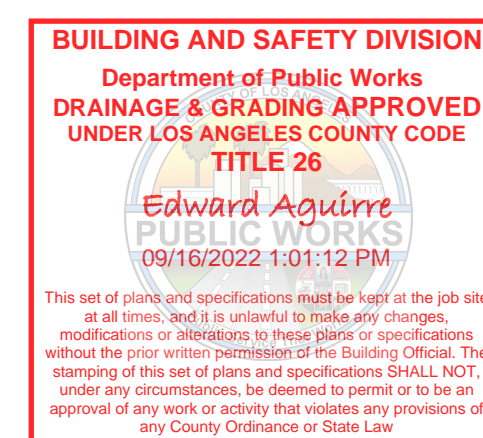 BUILDING AND SAFETY DIVISION
Department of Public Works
DRAINAGE & GRADING APPROVED
UNDER LOS ANGELES COUNTY CODE
TITLE 26
COUNTY OF LOS ANGELES
Edward Aguirre
PUBLIC WORKS
09/16/2022 1:01:12 PM
This set of plans and specifications must be kept at the job site
at all times, and it is unlawful to make any changes,
modifications or alterations to these plans or specifications
without the prior written permission of the Building Official. The
stamping of this set of plans and specifications SHALL NOT,
under any circumstances, be deemed to permit or to be an
approval of any work or activity that violates any provisions of
any County Ordinance or State Law